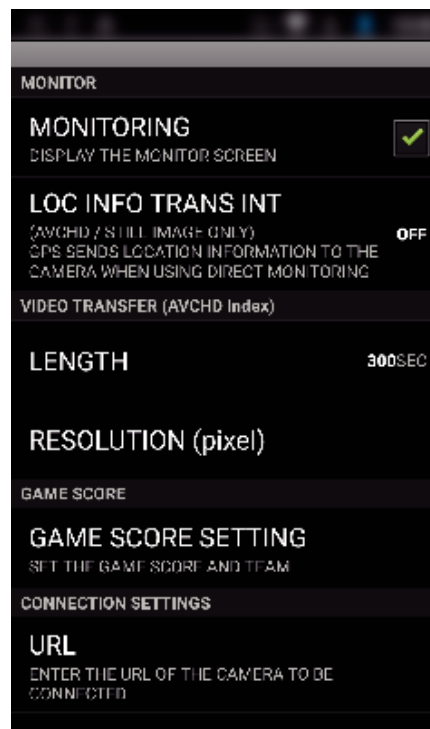 MONITOR
MONITORING
DISPLAY THE MONITOR SCREEN
LOC INFO TRANS INT
(AVCHD / STILL IMAGE ONLY)
OFF
GPS SENDS LOCATION INFORMATION TO THE
CAMERA WHEN USING DIRECT MONITORING
VIDEO TRANSFER (AVCHD Index)
LENGTH
300SEC
RESOLUTION (pixel)
GAME SCORE
GAME SCORE SETTING
SET THE GAME SCORE AND TEAM
CONNECTION SETTINGS
URL
ENTER THE URL OF THE CAMERA TO BE
CONNECTED